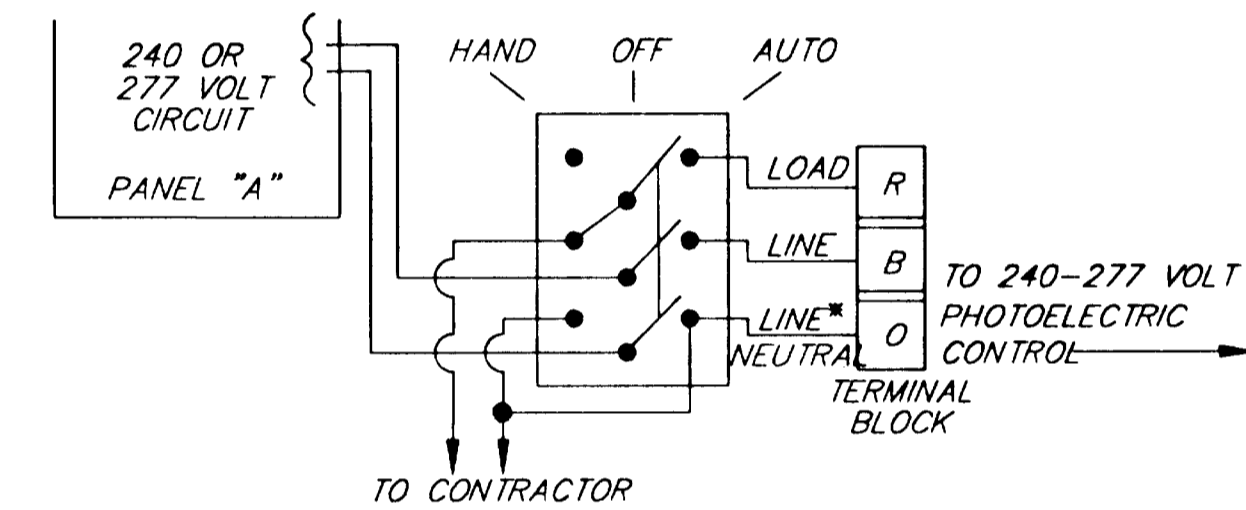 240 OR
277 VOLT
CIRCUIT
PANEL "A"
HAND
OFF
AUTO
LOAD
LINE
LINE*
NEUTRAL
R
B
O
TERMINAL
BLOCK
TO 240-277 VOLT
PHOTOELECTRIC
CONTROL
TO CONTRACTOR